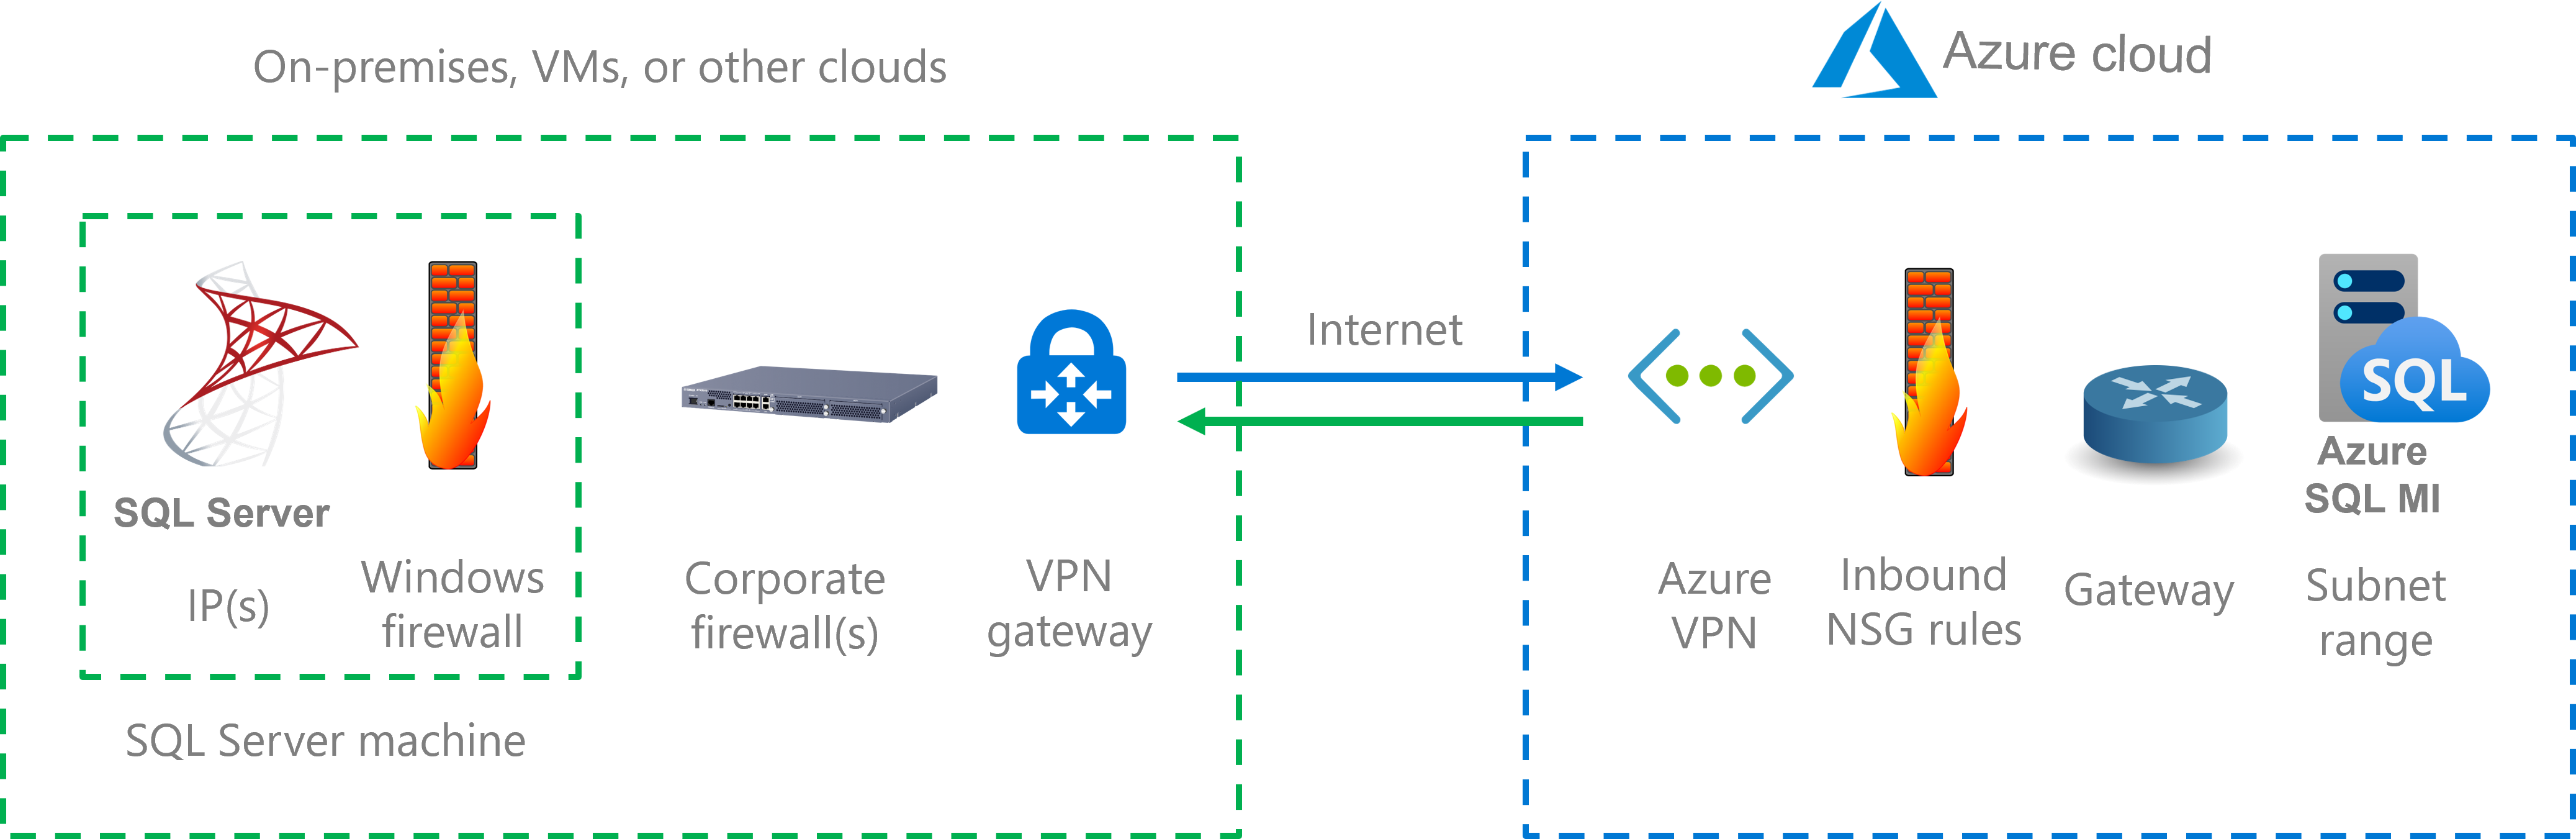 On-premises, VMs, or other clouds
Azure cloud
SQL Server
IP(s)
Windows
firewall
SQL Server machine
Corporate
firewall(s)
VPN
gateway
Internet
Azure
VPN
Inbound
NSG rules
Gateway
SQL
Azure
SQL MI
Subnet
range